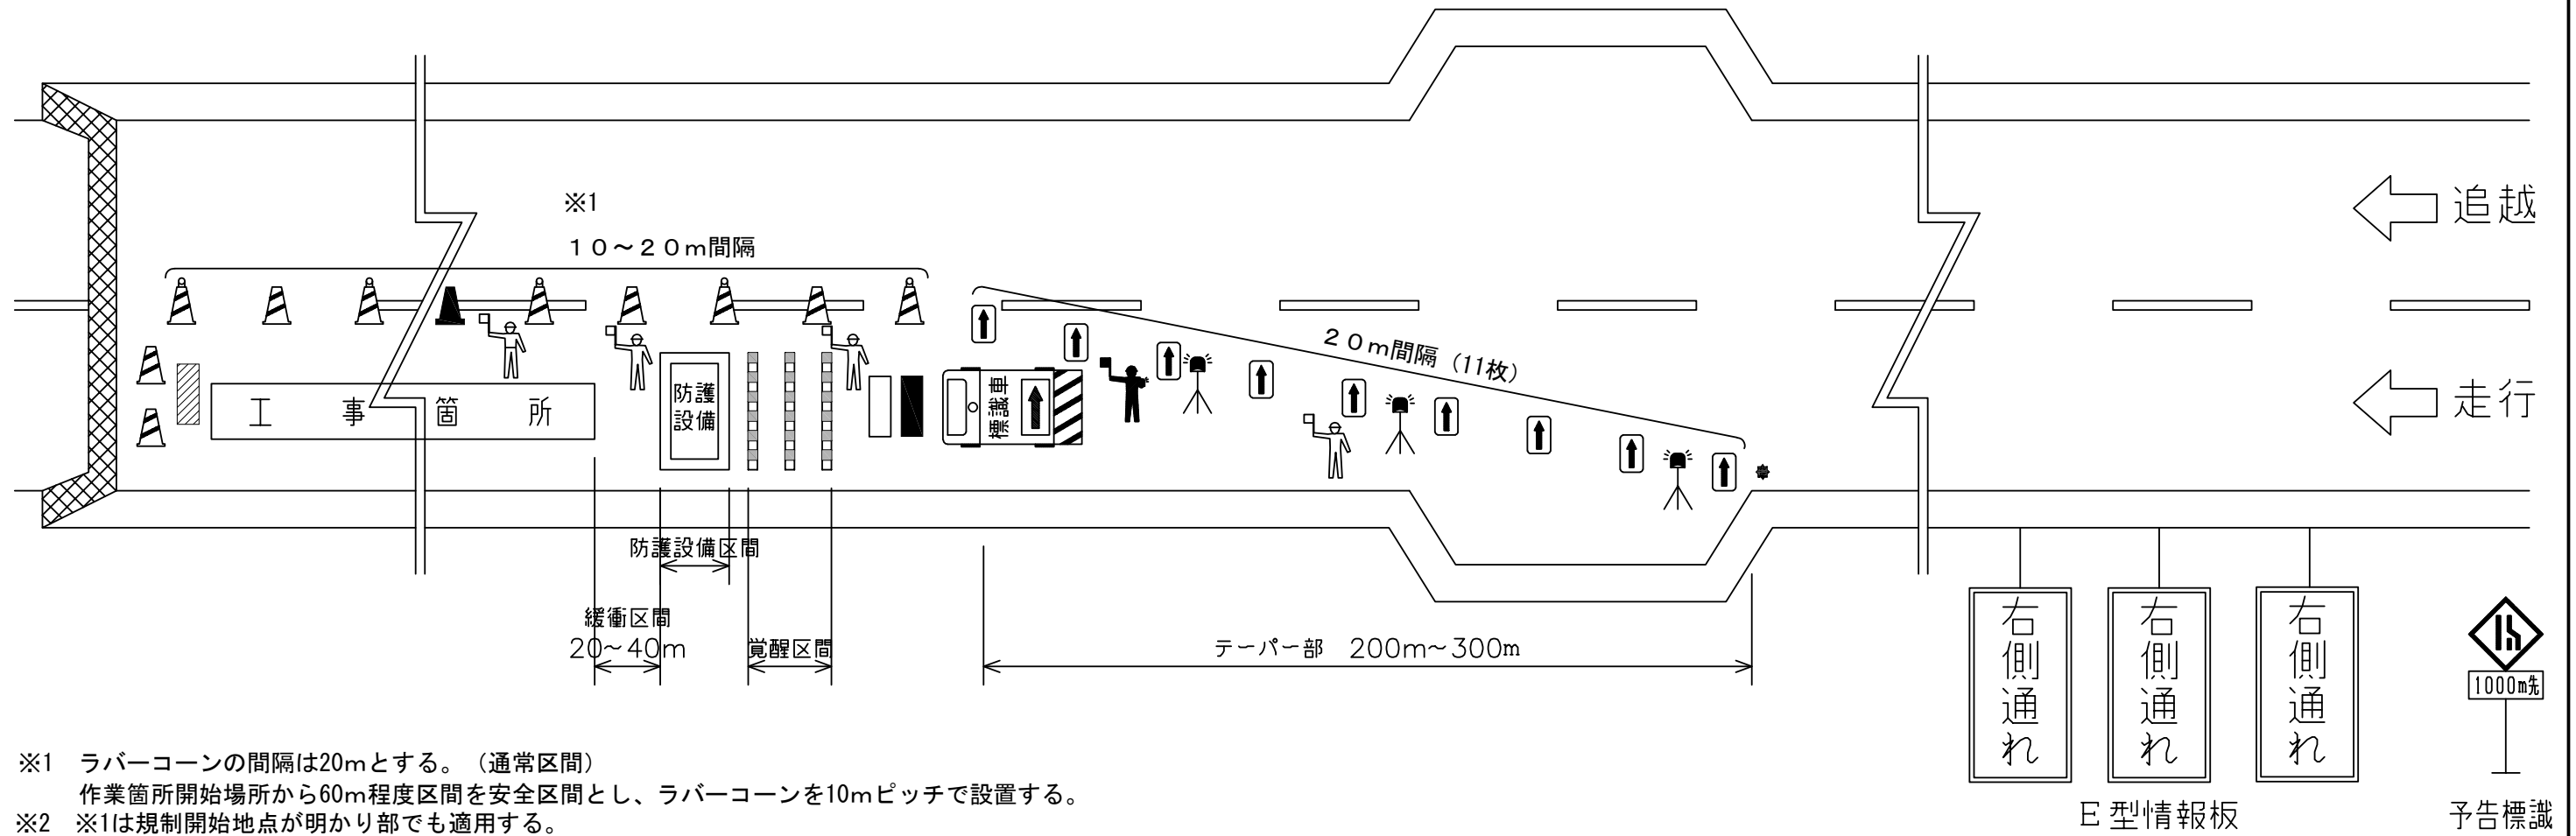 ※1
10～20m間隔
追越
20m間隔（11枚）
走行
工事箇所
防護
設備
標識車
防護設備区間
緩衝区間
20～40m
覚醒区間
テーパー部 200m～300m
右側通れ
右側通れ
右側通れ
1000m先
E型情報板
予告標識
※1 ラバーコーンの間隔は20mとする。（通常区間）
作業箇所開始場所から60m程度区間を安全区間とし、ラバーコーンを10mピッチで設置する。
※2 ※1は規制開始地点が明かり部でも適用する。